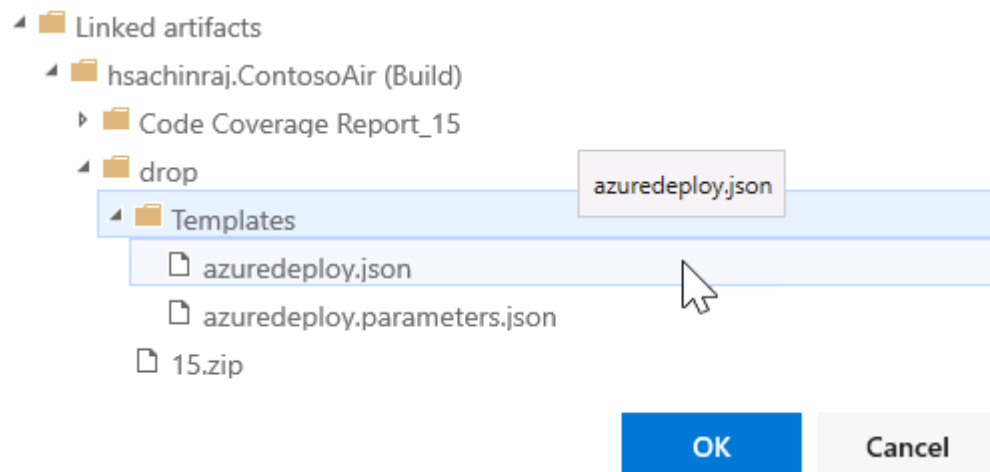 Linked artifacts
hsachinraj.ContosoAir (Build)
Code Coverage Report_15
drop
azuredeploy.json
Templates
azuredeploy.json
azuredeploy.parameters.json
15.zip
OK Cancel